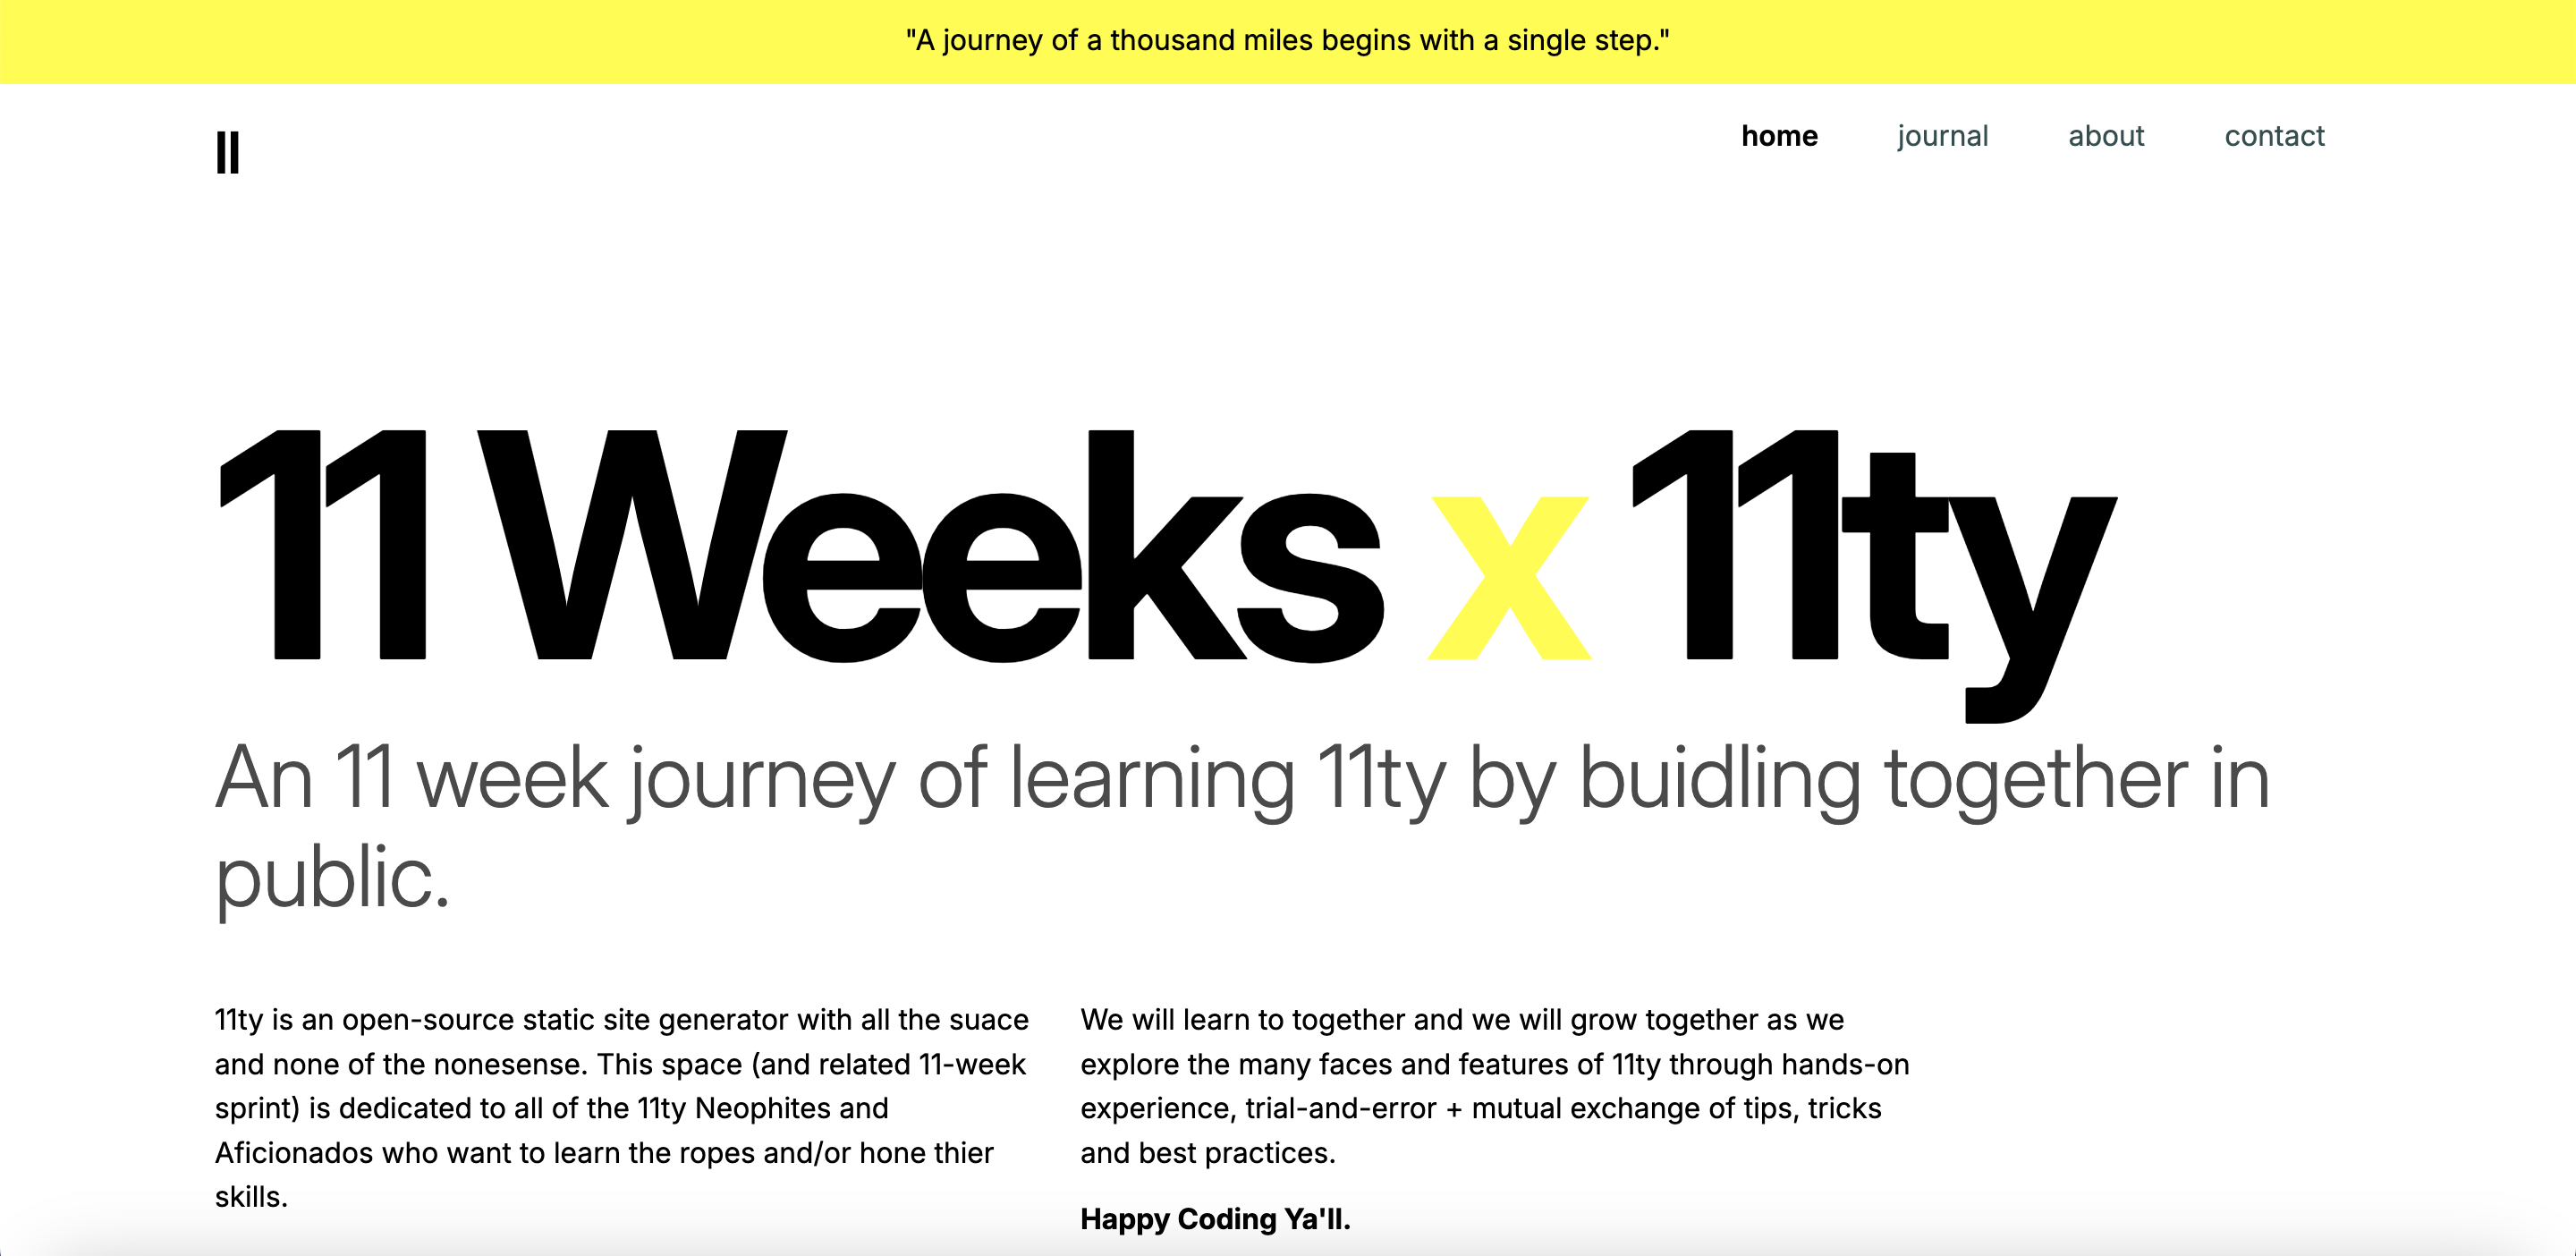 "A journey of a thousand miles begins with a single step."
||
home journal about contact
11 Weeks x 11ty
An 11 week journey of learning 11ty by buidling together in
public.
11ty is an open-source static site generator with all the suace
and none of the nonesense. This space (and related 11-week
sprint) is dedicated to all of the 11ty Neophites and
Aficionados who want to learn the ropes and/or hone thier
skills.
We will learn to together and we will grow together as we
explore the many faces and features of 11ty through hands-on
experience, trial-and-error + mutual exchange of tips, tricks
and best practices.
Happy Coding Ya'll.